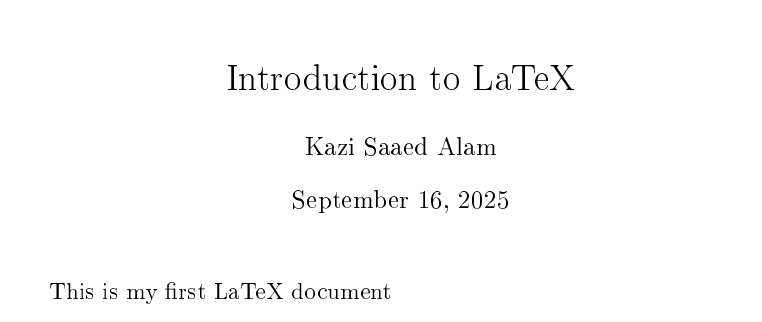 Introduction to LaTeX
Kazi Saaed Alam
September 16, 2025
This is my first LaTeX document